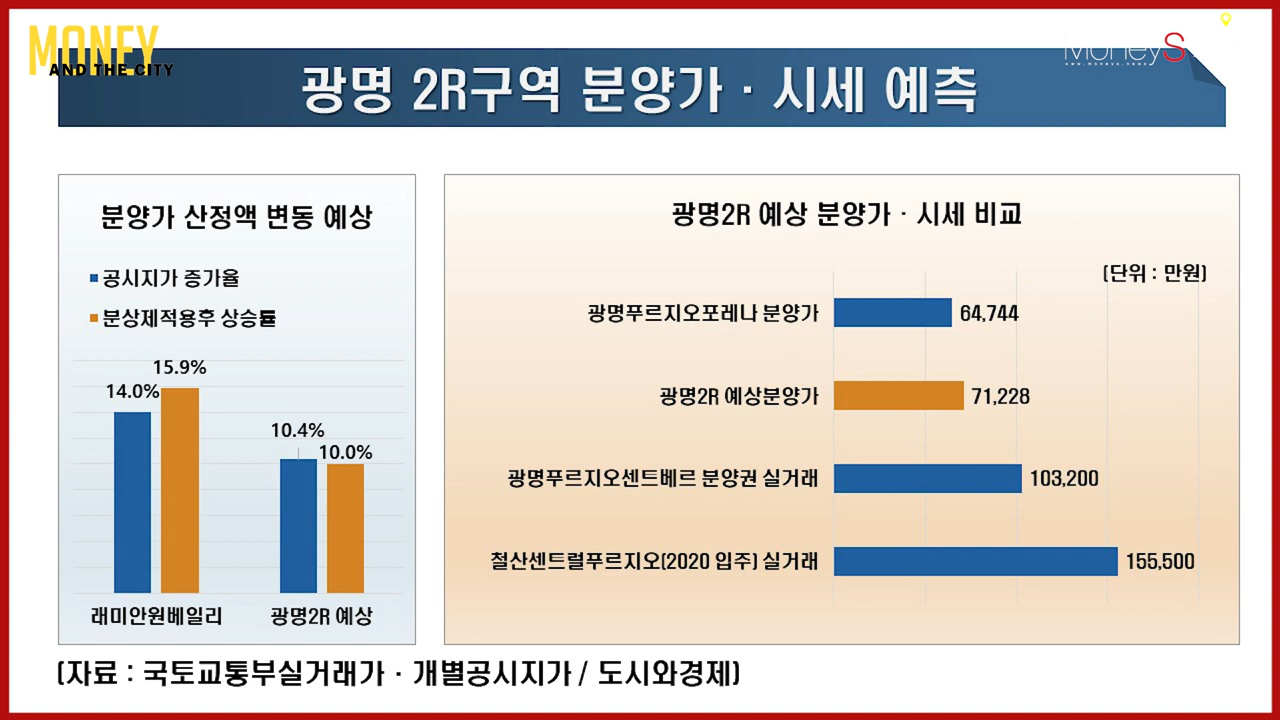 MONEY
AND THE CITY
MoneyS
광명 2R구역 분양가 · 시세 예측
분양가 산정액 변동 예상
공시지가 증가율
분상제적용후 상승률
14.0%
15.9%
10.4%
10.0%
래미안원베일리
광명2R 예상
광명2R 예상 분양가 · 시세 비교
(단위 : 만원)
광명푸르지오포레나 분양가 64,744
광명2R 예상분양가 71,228
광명푸르지오센트베르 분양권 실거래 103,200
철산센트럴푸르지오(2020 입주) 실거래 155,500
(자료 : 국토교통부실거래가 · 개별공시지가 / 도시와경제)